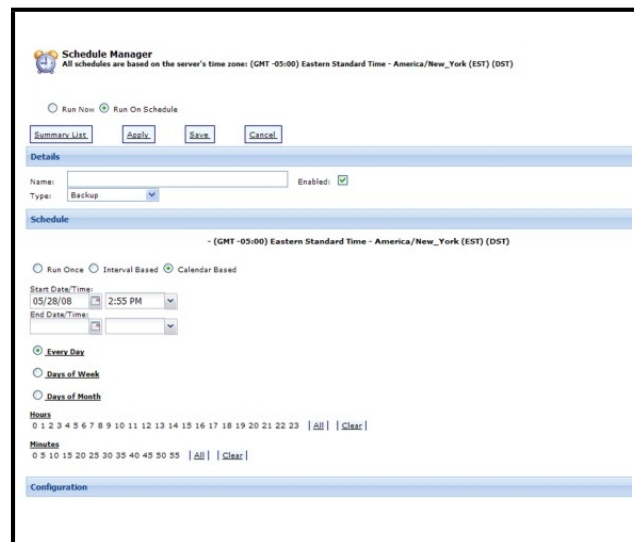 Schedule Manager
All schedules are based on the server's time zone: (GMT -05:00) Eastern Standard Time - America/New_York (EST) (DST)
Run Now Run On Schedule
Summary List Apply Save Cancel
Details
Name: Enabled:
Type: Backup
Schedule
- (GMT -05:00) Eastern Standard Time - America/New_York (EST) (DST)
Run Once Interval Based Calendar Based
Start Date/Time:
05/28/08 2:55 PM
End Date/Time:
Every Day
Days of Week
Days of Month
Hours
0 1 2 3 4 5 6 7 8 9 10 11 12 13 14 15 16 17 18 19 20 21 22 23 | All | | Clear |
Minutes
0 5 10 15 20 25 30 35 40 45 50 55 | All | | Clear |
Configuration